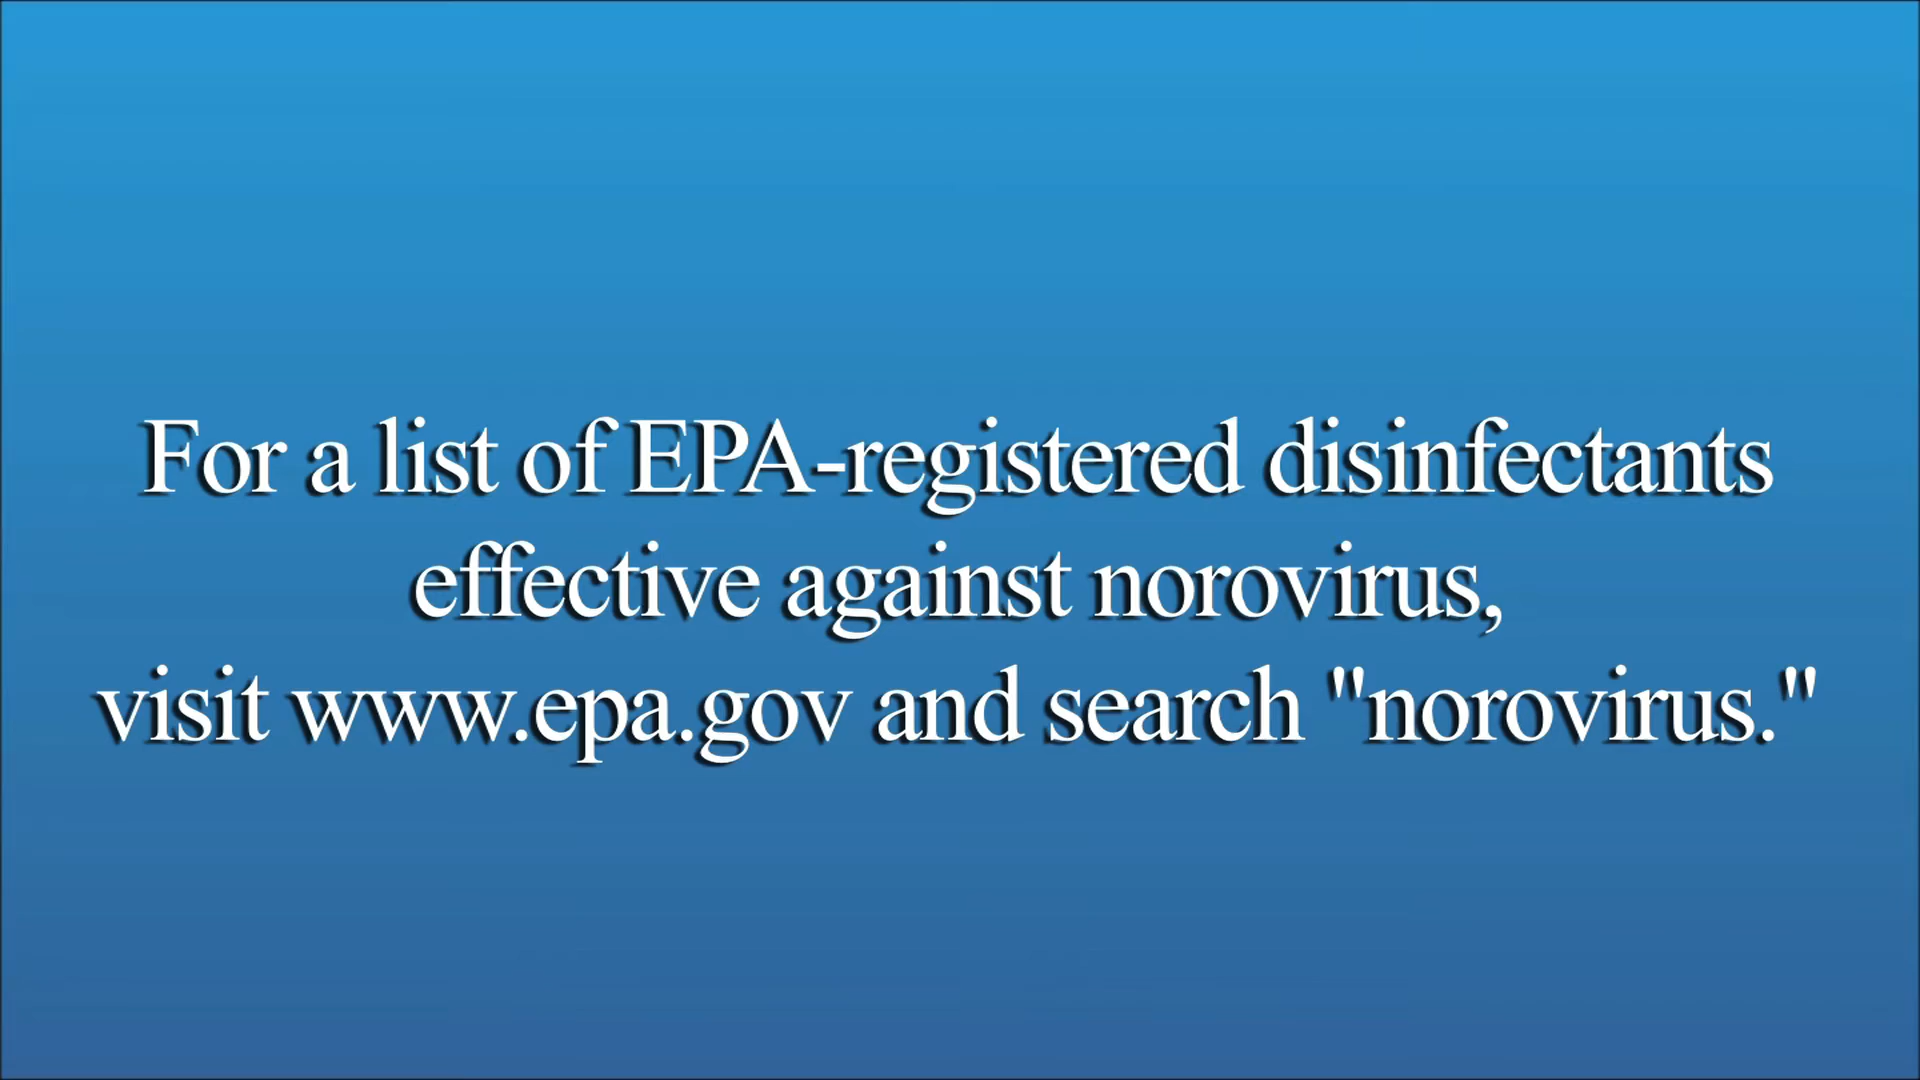 For a list of EPA-registered disinfectants
effective against norovirus,
visit www.epa.gov and search "norovirus."